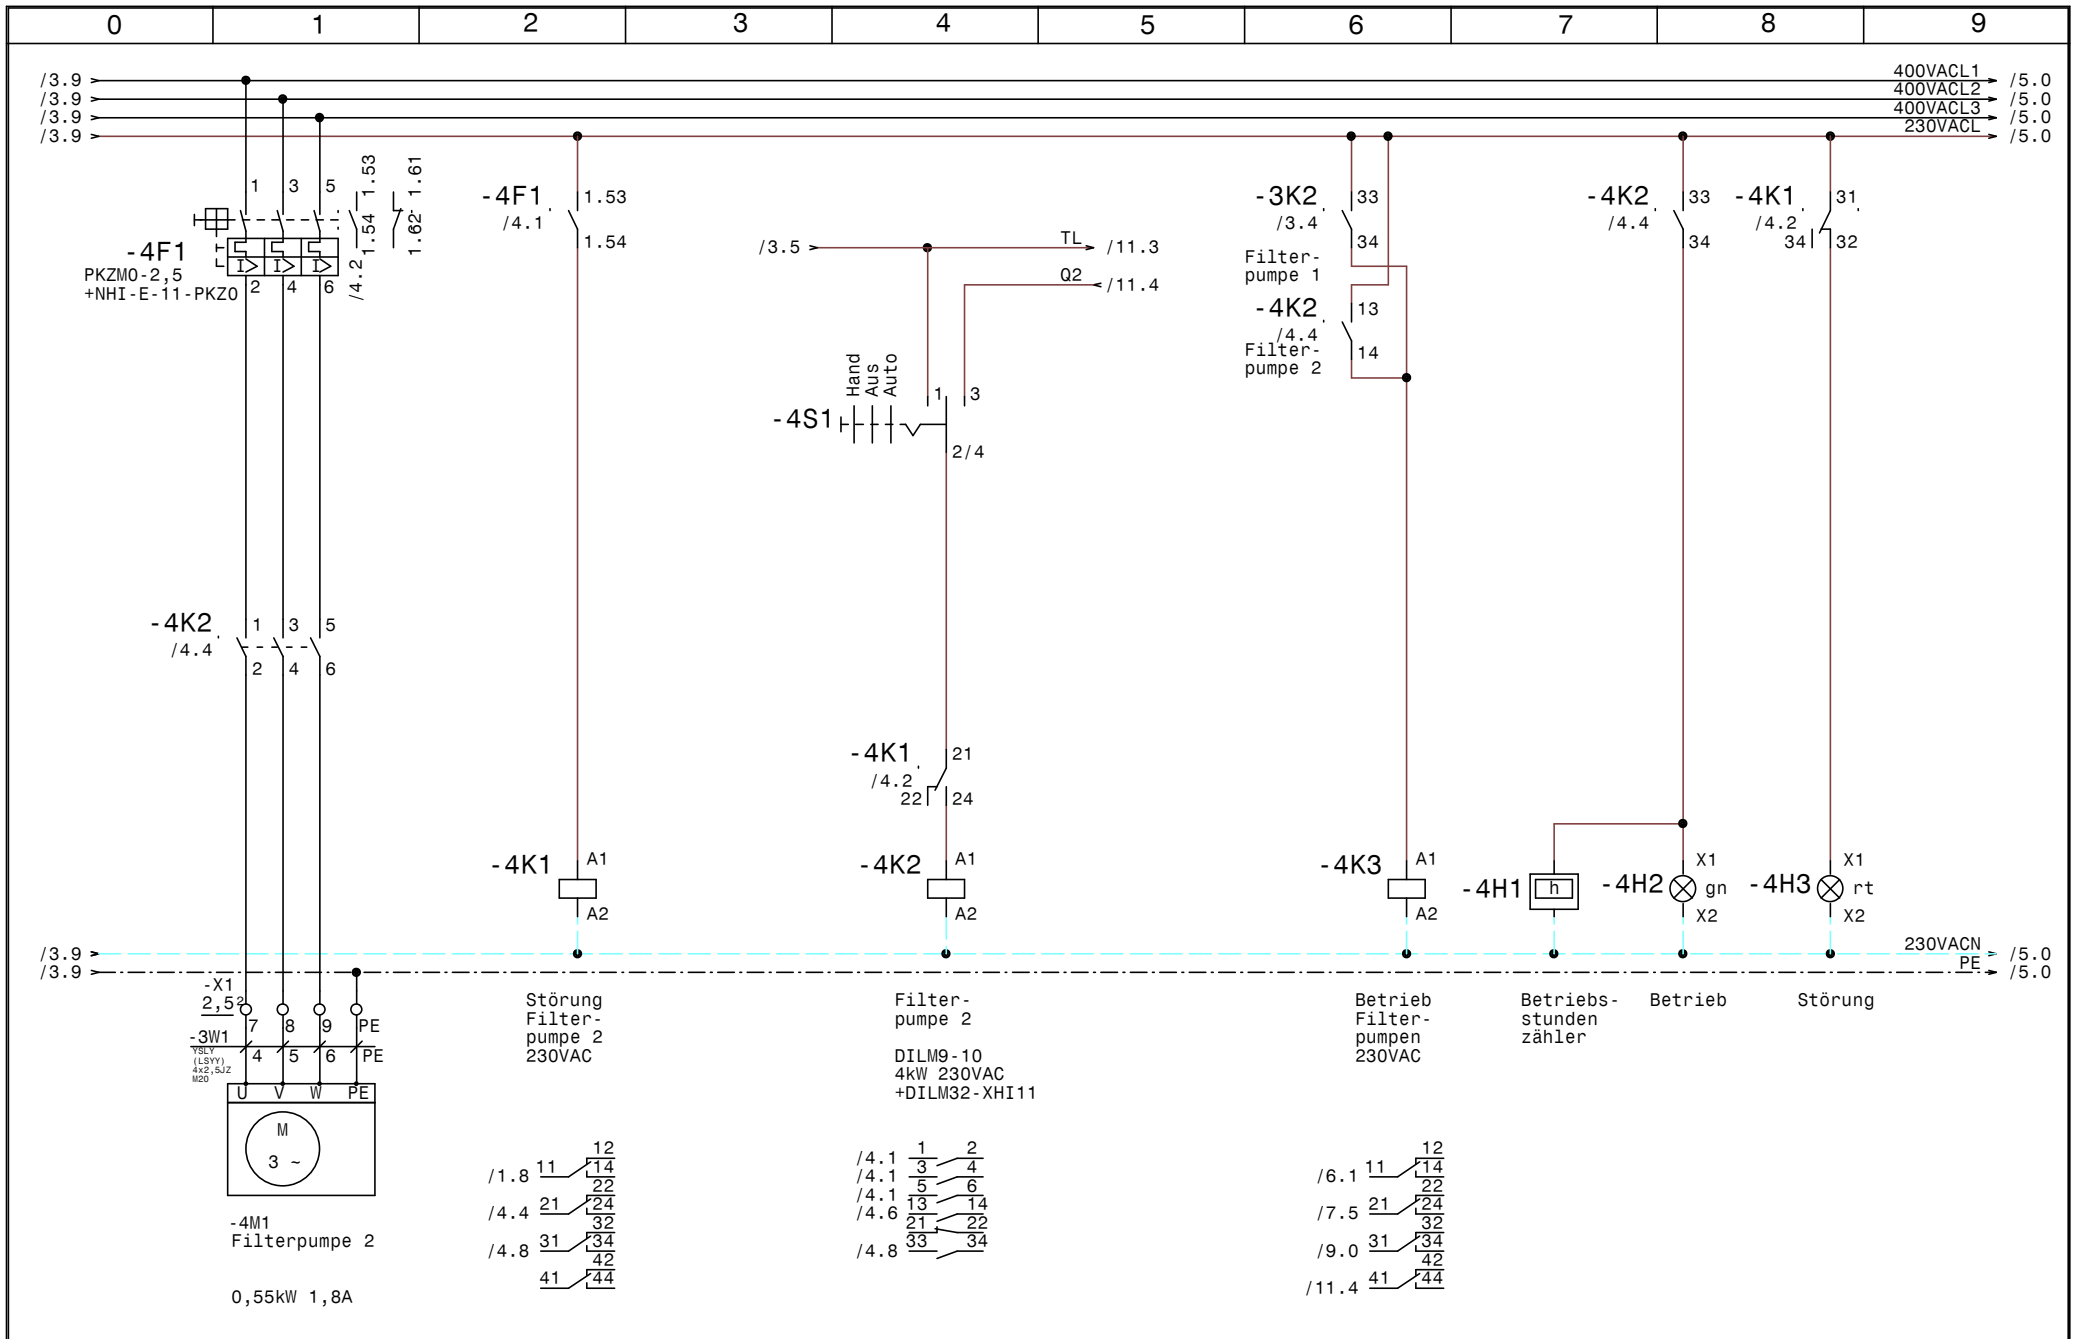 0 1 2 3 4 5 6 7 8 9
/3.9 400VACL1 /5.0
/3.9 400VACL2 /5.0
/3.9 400VACL3 /5.0
/3.9 230VACL /5.0
1 3 5 1.53 1.61
1.54 1.62
-4F1
PKZM0-2,5
+NHI-E-11-PKZ0
I> I> I>
2 4 6 /4.2
-4F1 1.53
/4.1
1.54
/3.5 TL /11.3
Q2 /11.4
Hand
Aus
Auto
1 3
-4S1
2/4
-3K2 33
/3.4
34
Filter-
pumpe 1
-4K2 13
/4.4
14
Filter-
pumpe 2
-4K2 33
/4.4
34
-4K1 31
/4.2
34 32
-4K2 1 3 5
/4.4
2 4 6
-4K1 21
/4.2
22 24
-4K1 A1
A2
-4K2 A1
A2
-4K3 A1
A2
-4H1 h
-4H2 X1
gn
X2
-4H3 X1
rt
X2
/3.9 230VACN /5.0
/3.9 PE /5.0
-X1
2,5²
7 8 9 PE
-3W1
YSLY
(LSYY)
4x2,5JZ
M20
4 5 6 PE
U V W PE
M
3 ~
-4M1
Filterpumpe 2
0,55kW 1,8A
Störung
Filter-
pumpe 2
230VAC
Filter-
pumpe 2
DILM9-10
4kW 230VAC
+DILM32-XHI11
Betrieb
Filter-
pumpen
230VAC
Betriebs-
stunden
zähler
Betrieb
Störung
12
/1.8 11 14
22
/4.4 21 24
32
/4.8 31 34
42
41 44
/4.1 1 2
/4.1 3 4
/4.1 5 6
/4.6 13 14
21 22
/4.8 33 34
12
/6.1 11 14
22
/7.5 21 24
32
/9.0 31 34
42
/11.4 41 44